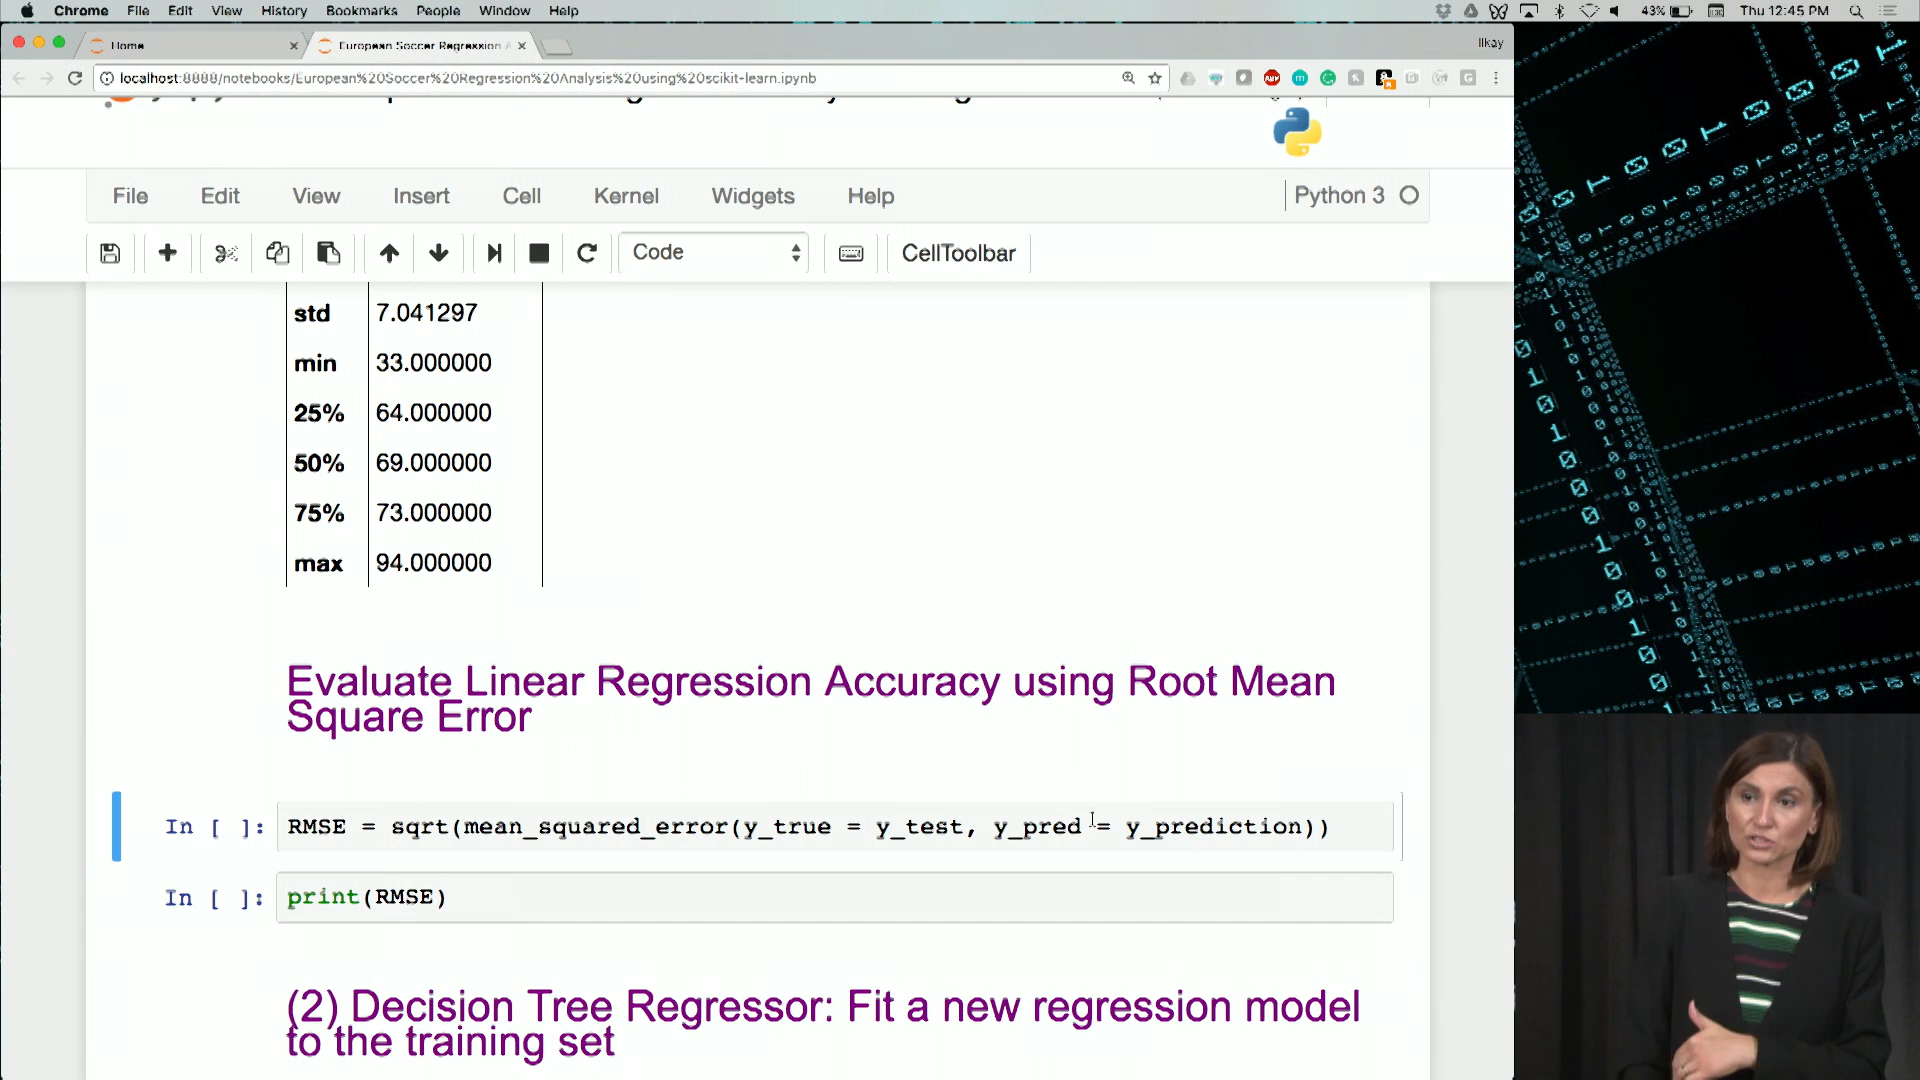 Chrome File Edit View History Bookmarks People Window Help 43% Thu 12:45 PM
Home European Soccer Regression A Ilkay
localhost:8888/notebooks/European%20Soccer%20Regression%20Analysis%20using%20scikit-learn.ipynb
File Edit View Insert Cell Kernel Widgets Help Python 3
Code CellToolbar
std 7.041297
min 33.000000
25% 64.000000
50% 69.000000
75% 73.000000
max 94.000000
Evaluate Linear Regression Accuracy using Root Mean
Square Error
In [ ]: RMSE = sqrt(mean_squared_error(y_true = y_test, y_pred = y_prediction))
In [ ]: print(RMSE)
(2) Decision Tree Regressor: Fit a new regression model
to the training set